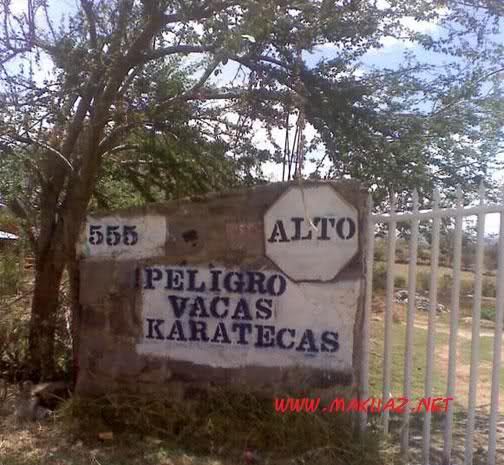 555
ALTO
PELIGRO
VACAS
KARATECAS
WWW.MAKUAZ.NET